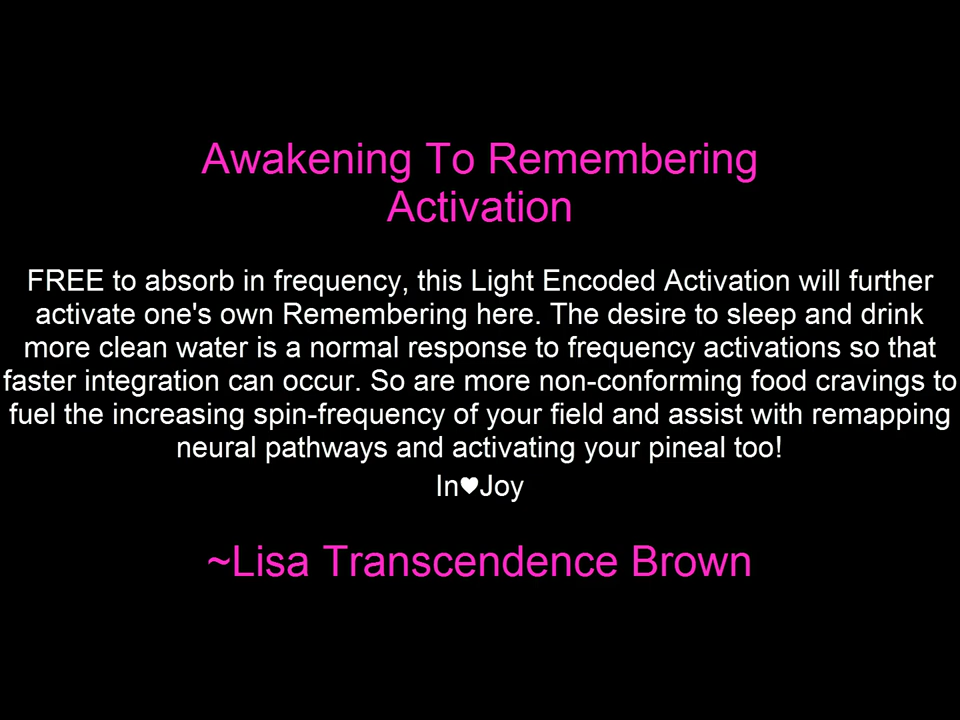 Awakening To Remembering
Activation
FREE to absorb in frequency, this Light Encoded Activation will further
activate one's own Remembering here. The desire to sleep and drink
more clean water is a normal response to frequency activations so that
faster integration can occur. So are more non-conforming food cravings to
fuel the increasing spin-frequency of your field and assist with remapping
neural pathways and activating your pineal too!
In♥Joy
~Lisa Transcendence Brown